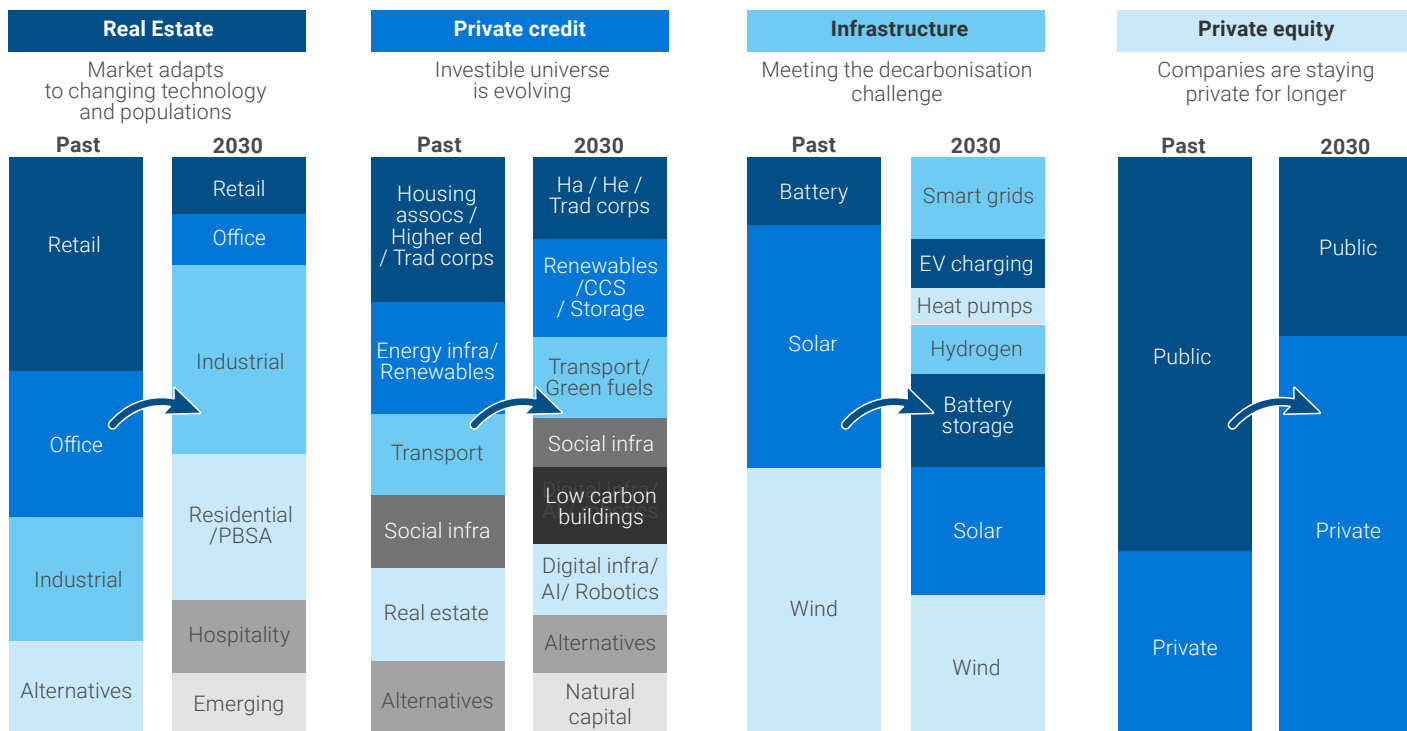 Real Estate
Market adapts
to changing technology
and populations
Past
2030
Retail
Office
Industrial
Alternatives
Retail
Office
Industrial
Residential
/PBSA
Hospitality
Emerging
Private credit
Investible universe
is evolving
Past
2030
Housing
assocs /
Higher ed
/ Trad corps
Energy infra/
Renewables
Transport
Social infra
Real estate
Alternatives
Ha / He /
Trad corps
Renewables
/CCS
/ Storage
Transport/
Green fuels
Social infra
Digital infra/
AI / robotics
Low carbon
buildings
Digital infra/
AI/ Robotics
Alternatives
Natural
capital
Infrastructure
Meeting the decarbonisation
challenge
Past
2030
Battery
Solar
Wind
Smart grids
EV charging
Heat pumps
Hydrogen
Battery
storage
Solar
Wind
Private equity
Companies are staying
private for longer
Past
2030
Public
Private
Public
Private